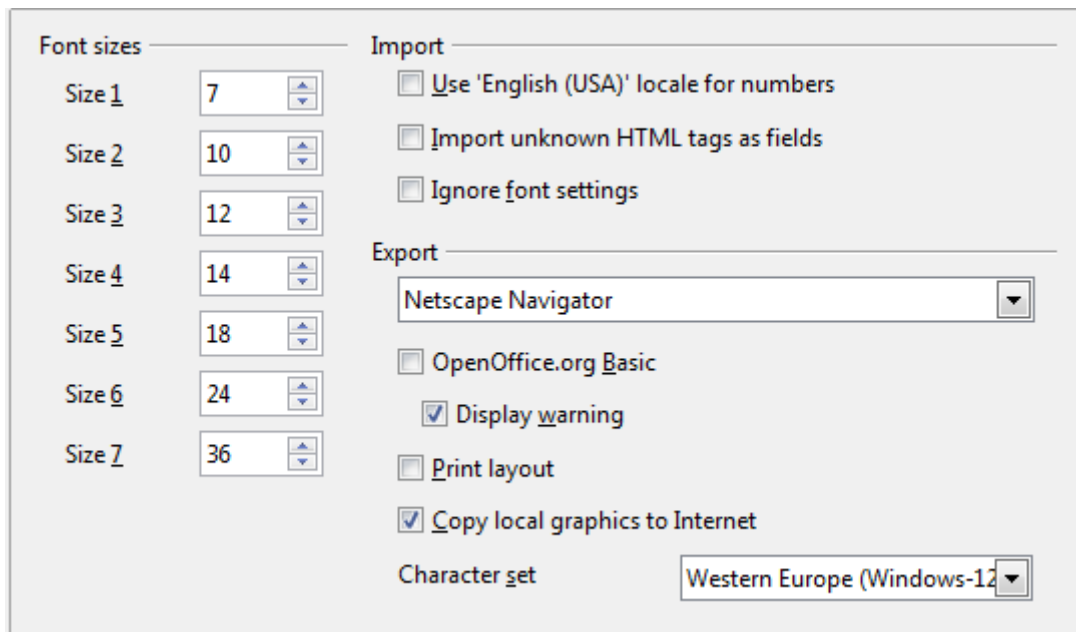 Font sizes
Size 1 7
Size 2 10
Size 3 12
Size 4 14
Size 5 18
Size 6 24
Size 7 36
Import
Use 'English (USA)' locale for numbers
Import unknown HTML tags as fields
Ignore font settings
Export
Netscape Navigator
OpenOffice.org Basic
Display warning
Print layout
Copy local graphics to Internet
Character set Western Europe (Windows-12